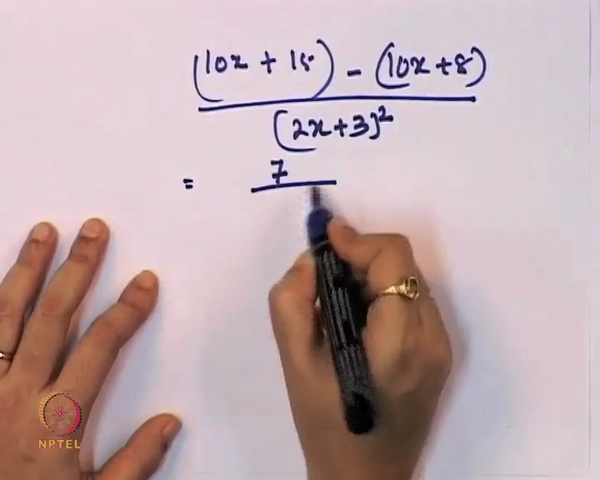 (10x + 15) - (10x + 8)
(2x + 3)²
= 7
NPTEL